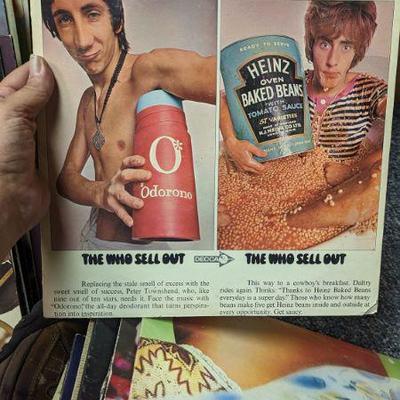 READY TO SERVE
HEINZ
OVEN
BAKED BEANS
WITH
TOMATO SAUCE
57 VARIETIES
O
Odorono
THE WHO SELL OUT
DECCA
THE WHO SELL OUT
Replacing the stale smell of excess with the
sweet smell of success, Peter Townshend, who, like
nine out of ten stars, needs it. Face the music with
"Odorono" the all-day deodorant that turns perspira-
tion into inspiration.
This way to a cowboy's breakfast. Daltry
rides again. Thinks: "Thanks to Heinz Baked Beans
everyday is a super day". Those who know how many
beans make five get Heinz beans inside and outside at
every opportunity. Get saucy.